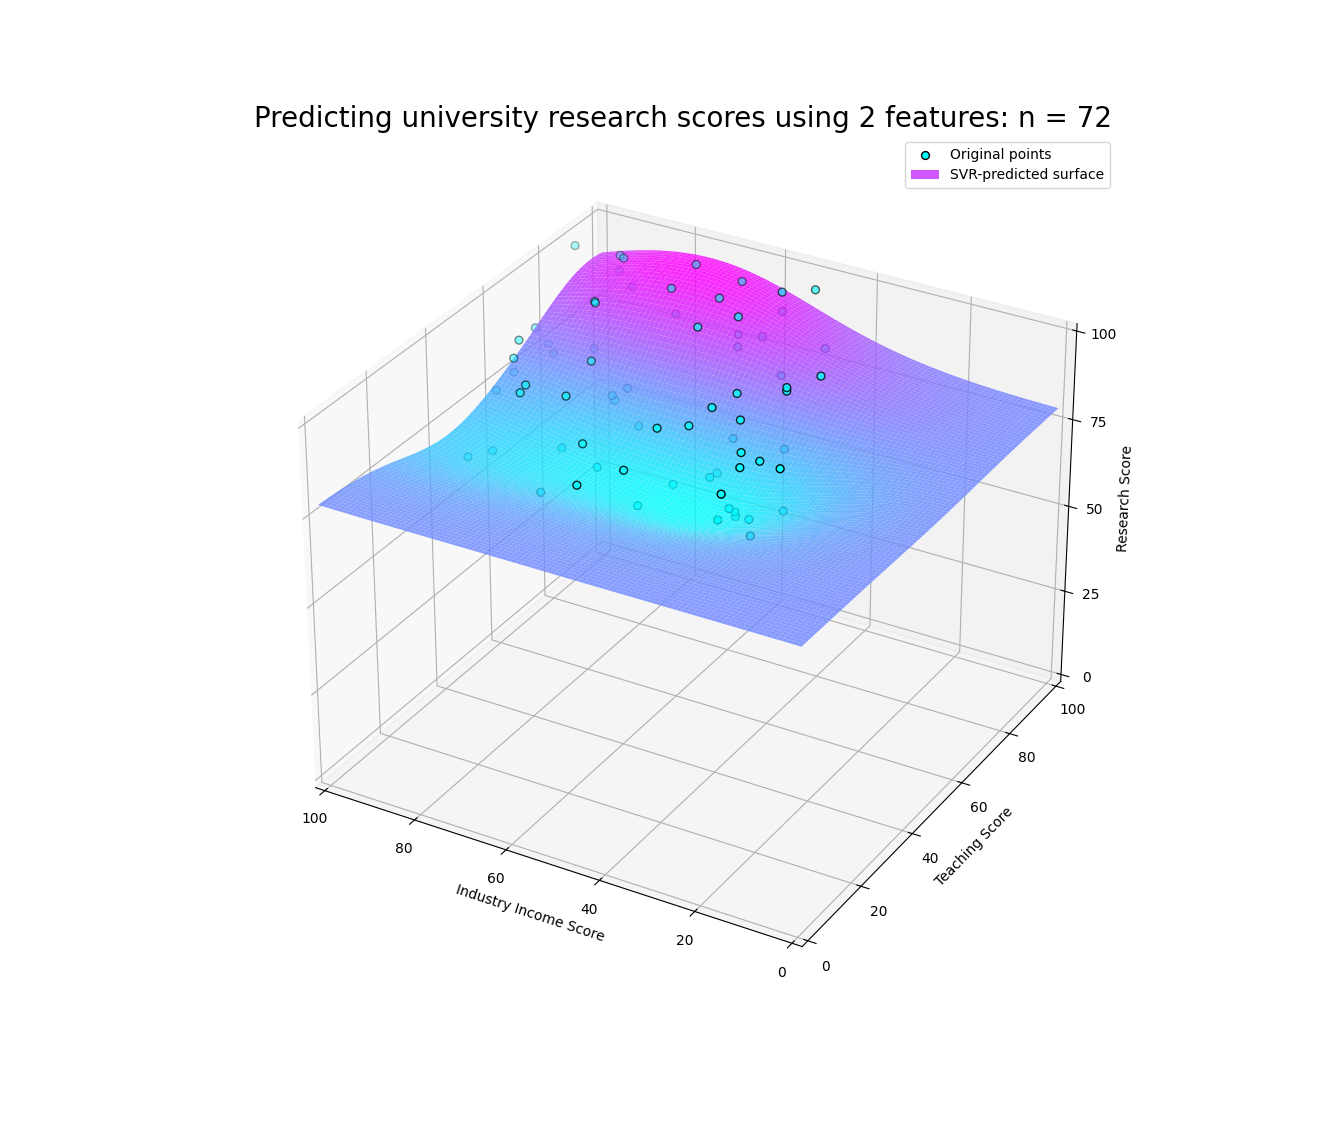 Predicting university research scores using 2 features: n = 72
Original points
SVR-predicted surface
100
75
50
25
0
Research Score
100
80
60
40
20
0
Teaching Score
100
80
60
40
20
0
Industry Income Score